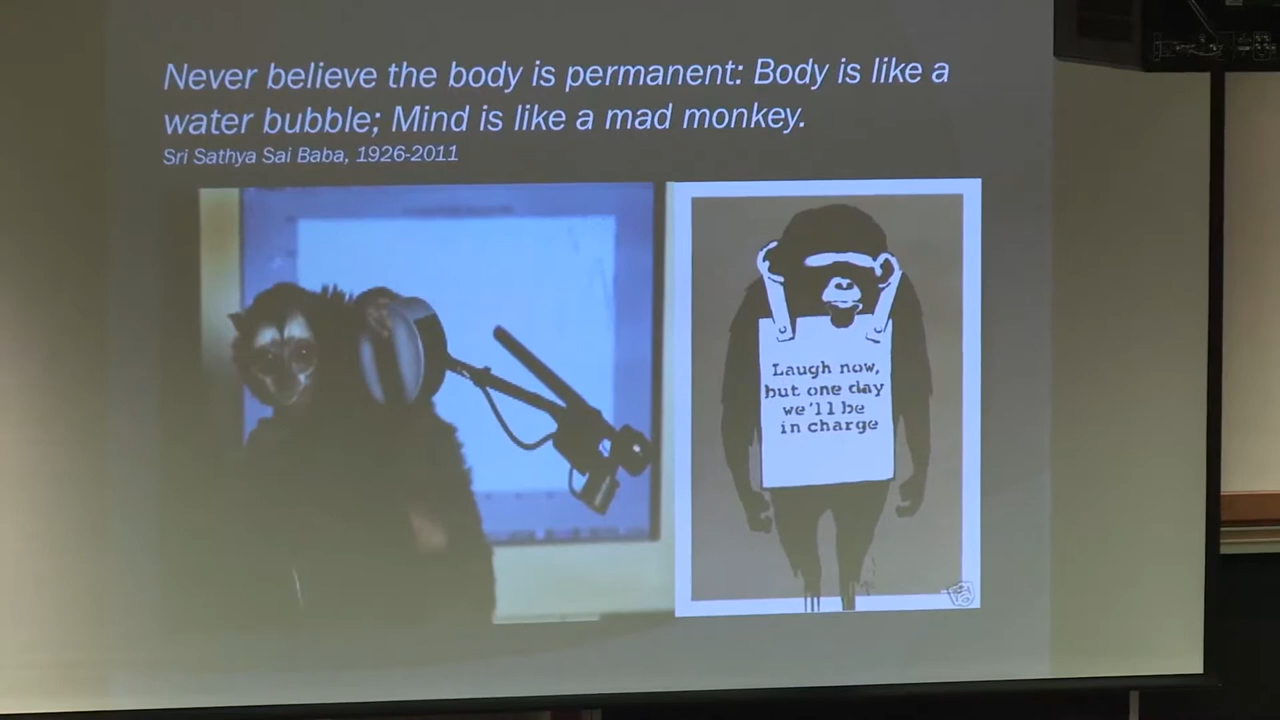 Never believe the body is permanent: Body is like a
water bubble; Mind is like a mad monkey.
Sri Sathya Sai Baba, 1926-2011
Laugh now,
but one day
we'll be
in charge